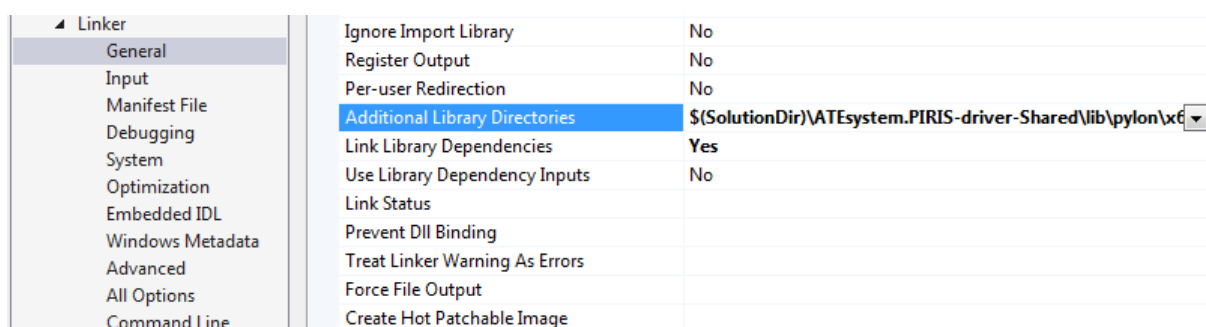 Linker
General
Input
Manifest File
Debugging
System
Optimization
Embedded IDL
Windows Metadata
Advanced
All Options
Command Line
Ignore Import Library No
Register Output No
Per-user Redirection No
Additional Library Directories $(SolutionDir)\ATEsystem.PIRIS-driver-Shared\lib\pylon\x6
Link Library Dependencies Yes
Use Library Dependency Inputs No
Link Status
Prevent Dll Binding
Treat Linker Warning As Errors
Force File Output
Create Hot Patchable Image